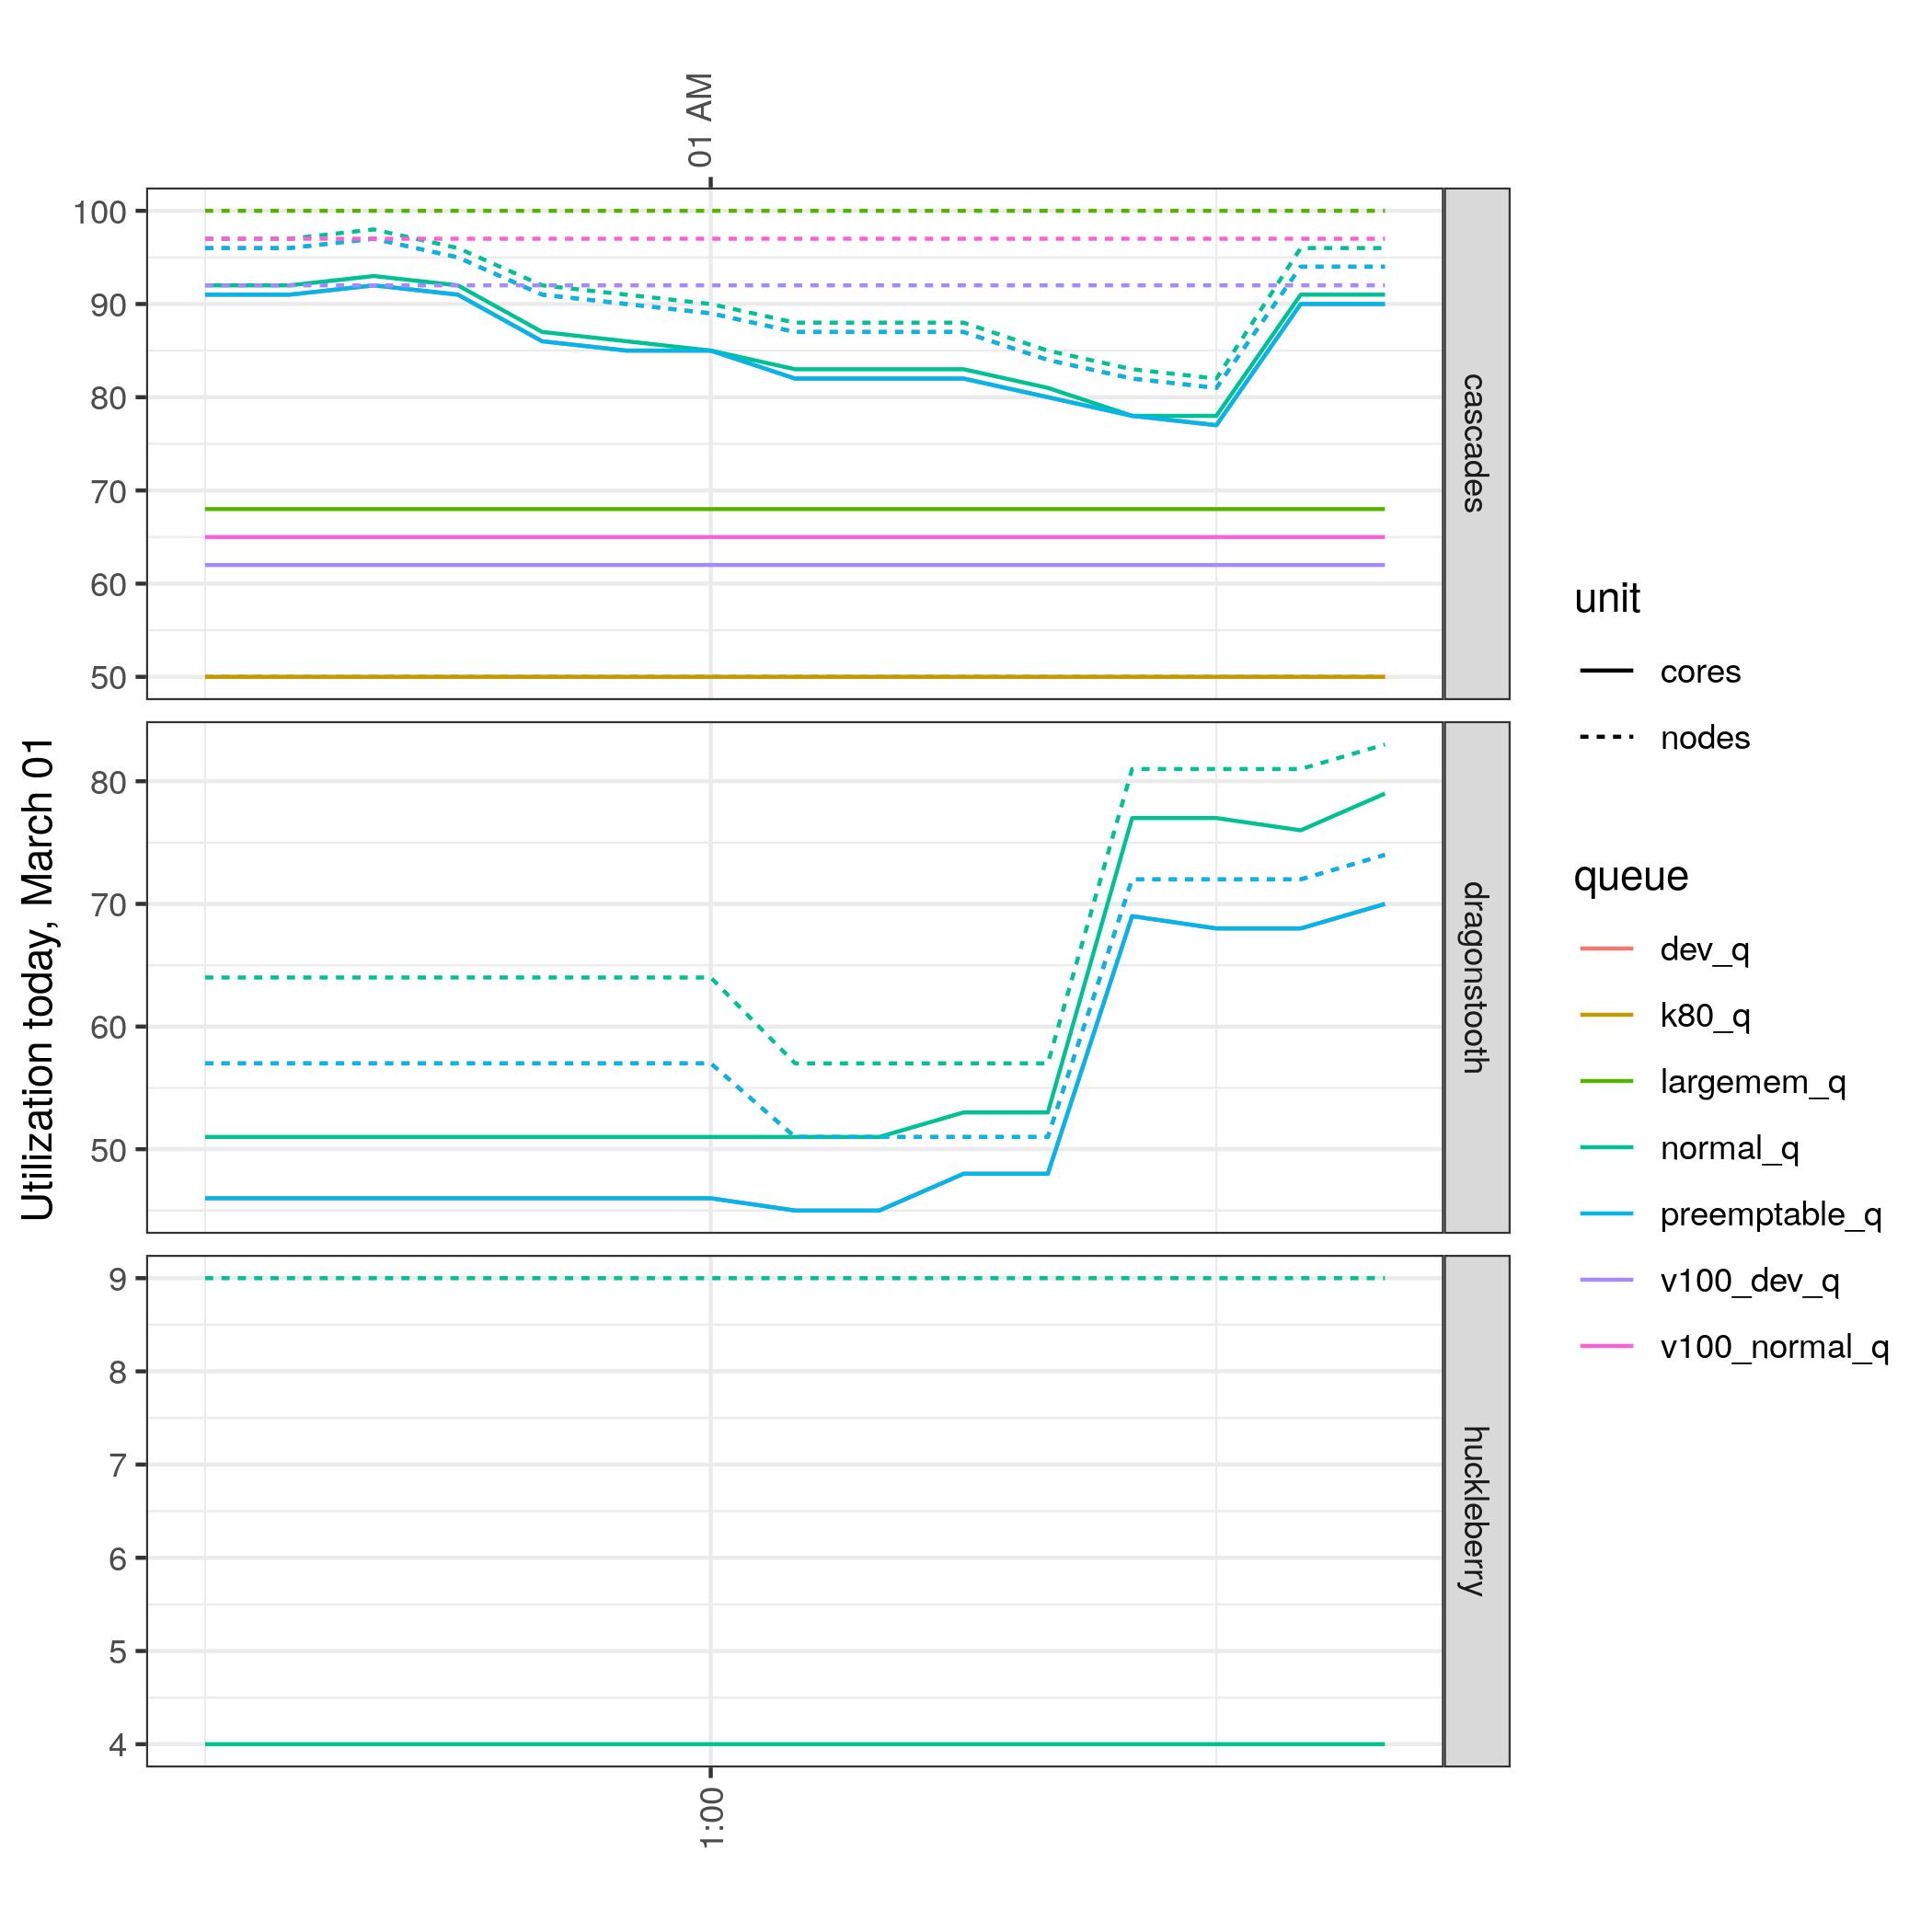 01 AM
Utilization today, March 01
100
90
80
70
60
50
cascades
80
70
60
50
dragonstooth
9
8
7
6
5
4
huckleberry
1:00
unit
cores
nodes
queue
dev_q
k80_q
largemem_q
normal_q
preemptable_q
v100_dev_q
v100_normal_q